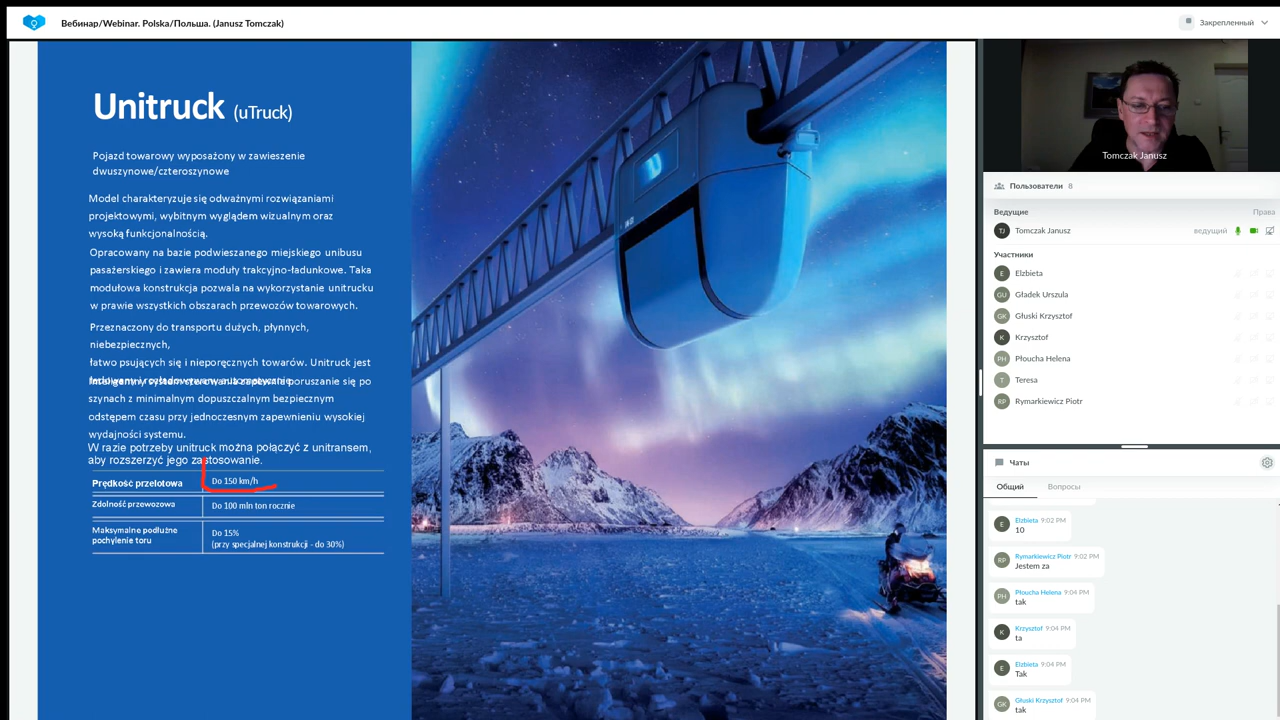 Вебинар/Webinar. Polska/Польша. (Janusz Tomczak)
Закрепленный
Unitruck (uTruck)
Pojazd towarowy wyposażony w zawieszenie
dwuszynowe/czteroszynowe
Model charakteryzuje się odważnymi rozwiązaniami
projektowymi, wybitnym wyglądem wizualnym oraz
wysoką funkcjonalnością.
Opracowany na bazie podwieszanego miejskiego unibusu
pasażerskiego i zawiera moduły trakcyjno-ładunkowe. Taka
modułowa konstrukcja pozwala na wykorzystanie unitrucku
w prawie wszystkich obszarach przewozów towarowych.
Przeznaczony do transportu dużych, płynnych,
niebezpiecznych,
łatwo psujących się i nieporęcznych towarów. Unitruck jest
poruszanie się po
szynach z minimalnym dopuszczalnym bezpiecznym
odstępem czasu przy jednoczesnym zapewnieniu wysokiej
wydajności systemu.
W razie potrzeby unitruck można połączyć z unitransem,
aby rozszerzyć jego zastosowanie.
Prędkość przelotowa Do 150 km/h
Zdolność przewozowa Do 100 mln ton rocznie
Maksymalne podłużne
pochylenie toru
Do 15%
(przy specjalnej konstrukcji - do 30%)
Tomczak Janusz
Пользователи 8
Ведущие Права
TJ Tomczak Janusz ведущий
Участники
E Elzbieta
GU Gładek Urszula
GK Głuski Krzysztof
K Krzysztof
PH Płoucha Helena
T Teresa
RP Rymarkiewicz Piotr
Чаты
Общий Вопросы
E Elzbieta 9:02 PM
10
RP Rymarkiewicz Piotr 9:02 PM
Jestem za
PH Płoucha Helena 9:04 PM
tak
K Krzysztof 9:04 PM
ta
E Elzbieta 9:04 PM
Tak
GK Głuski Krzysztof 9:04 PM
tak